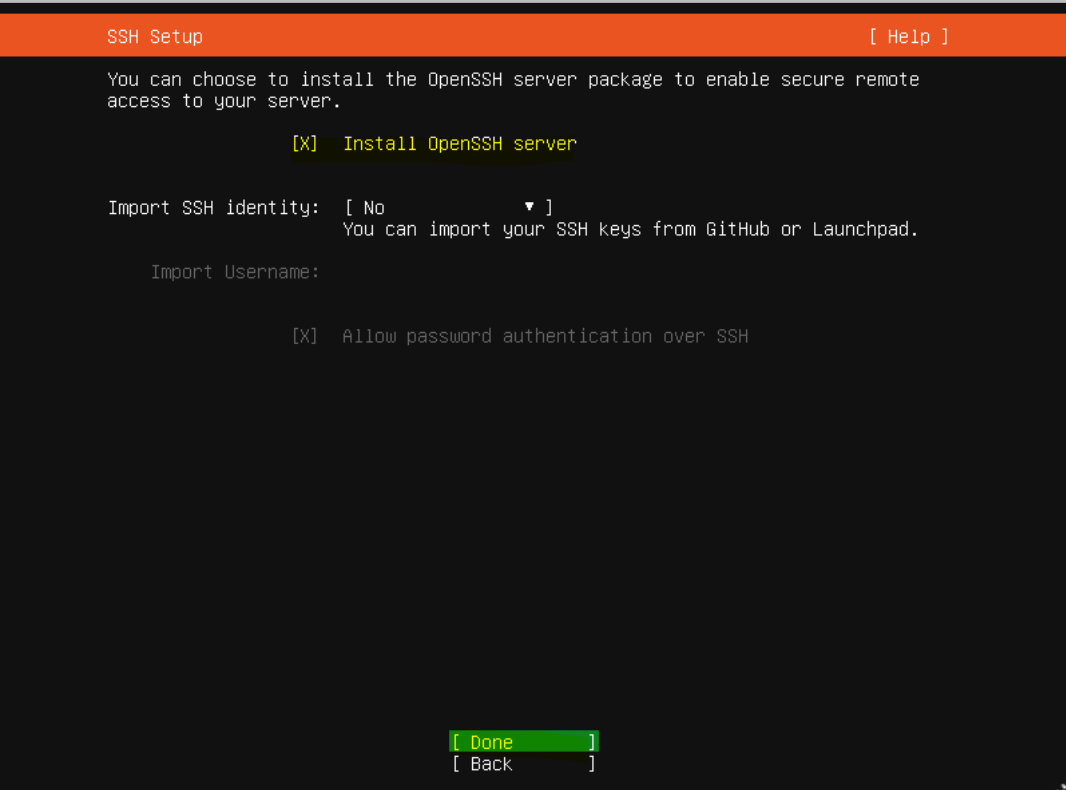 SSH Setup [ Help ]
You can choose to install the OpenSSH server package to enable secure remote
access to your server.
[X] Install OpenSSH server
Import SSH identity: [ No ▼ ]
You can import your SSH keys from GitHub or Launchpad.
Import Username:
[X] Allow password authentication over SSH
[ Done ]
[ Back ]